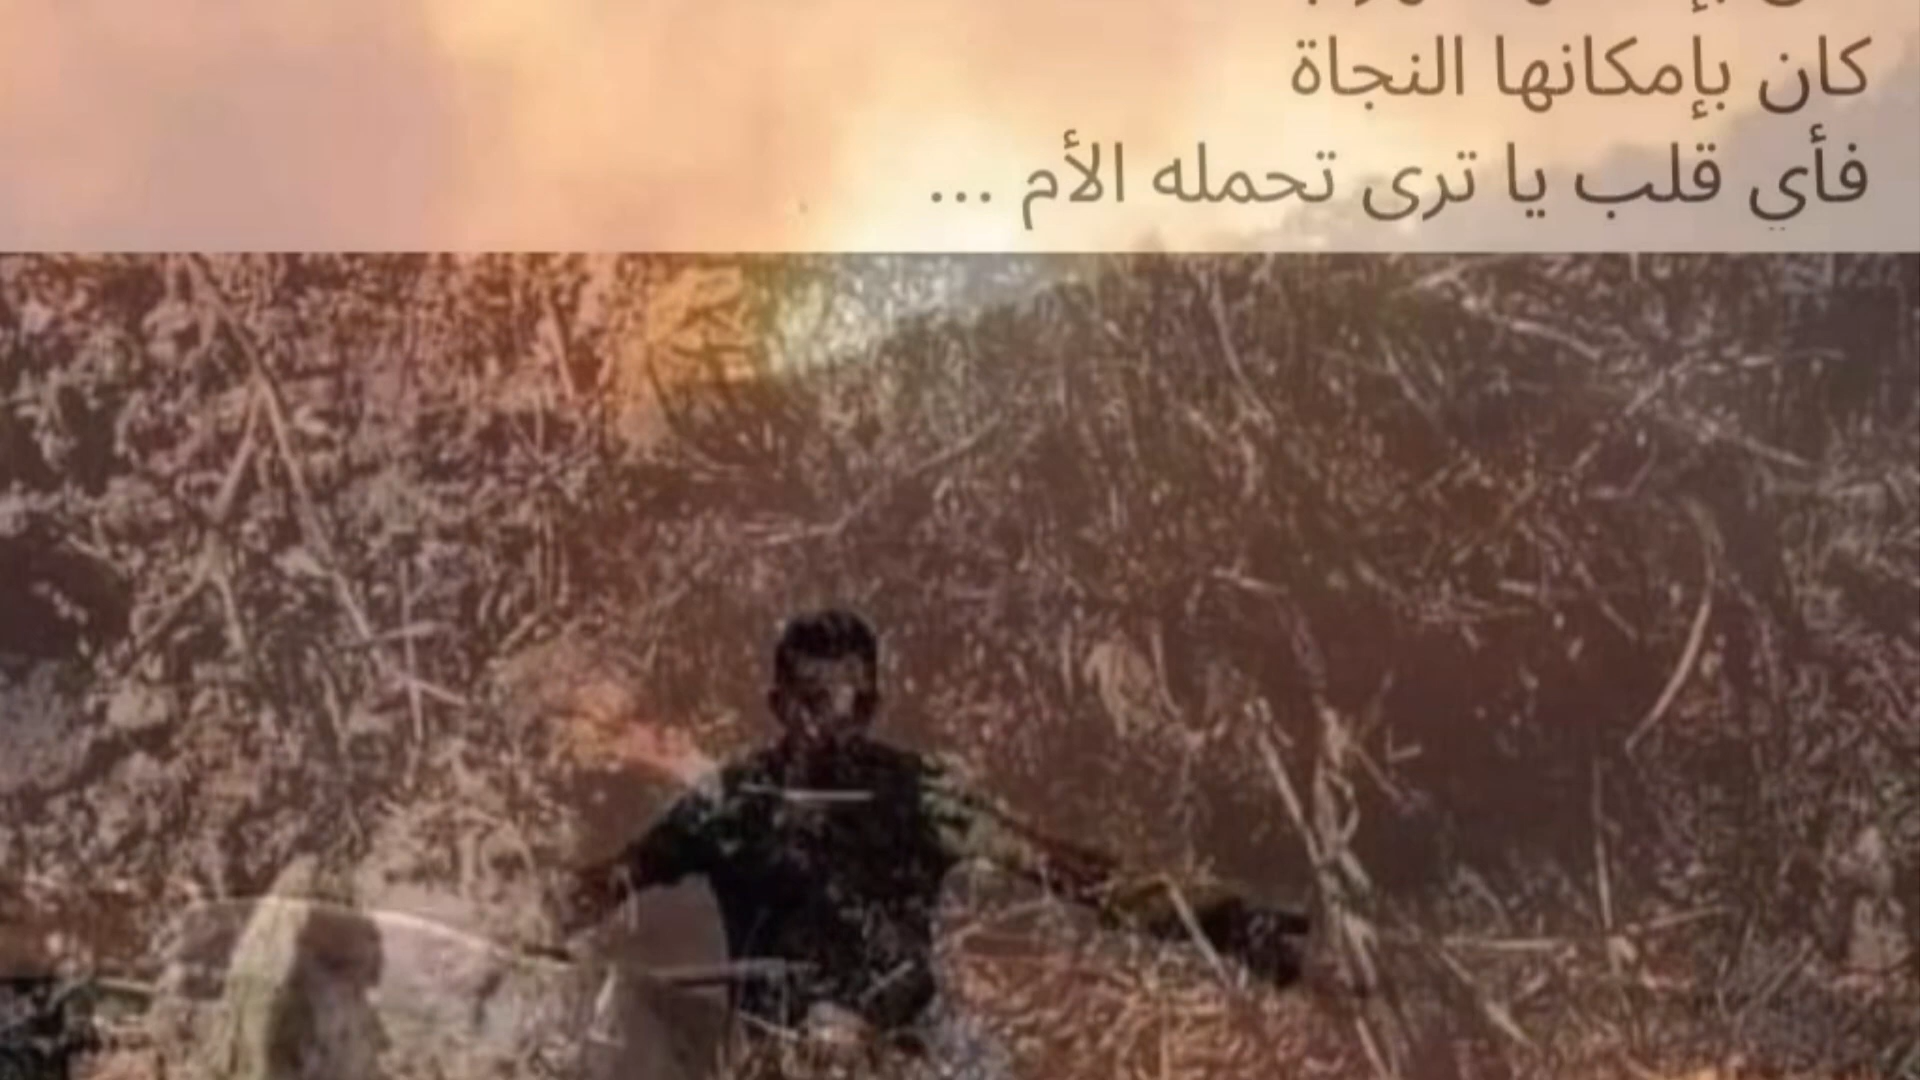 كان بإمكانها النجاة
فأي قلب يا ترى تحمله الأم ...